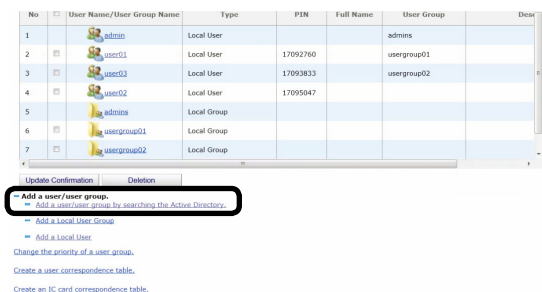 No User Name/User Group Name Type PIN Full Name User Group Desc
1 admin Local User admins
2 user01 Local User 17092760 usergroup01
3 user03 Local User 17093833 usergroup02
4 user02 Local User 17095047
5 admins Local Group
6 usergroup01 Local Group
7 usergroup02 Local Group
Update Confirmation Deletion
Add a user/user group.
Add a user/user group by searching the Active Directory.
Add a Local User Group
Add a Local User
Change the priority of a user group.
Create a user correspondence table.
Create an IC card correspondence table.